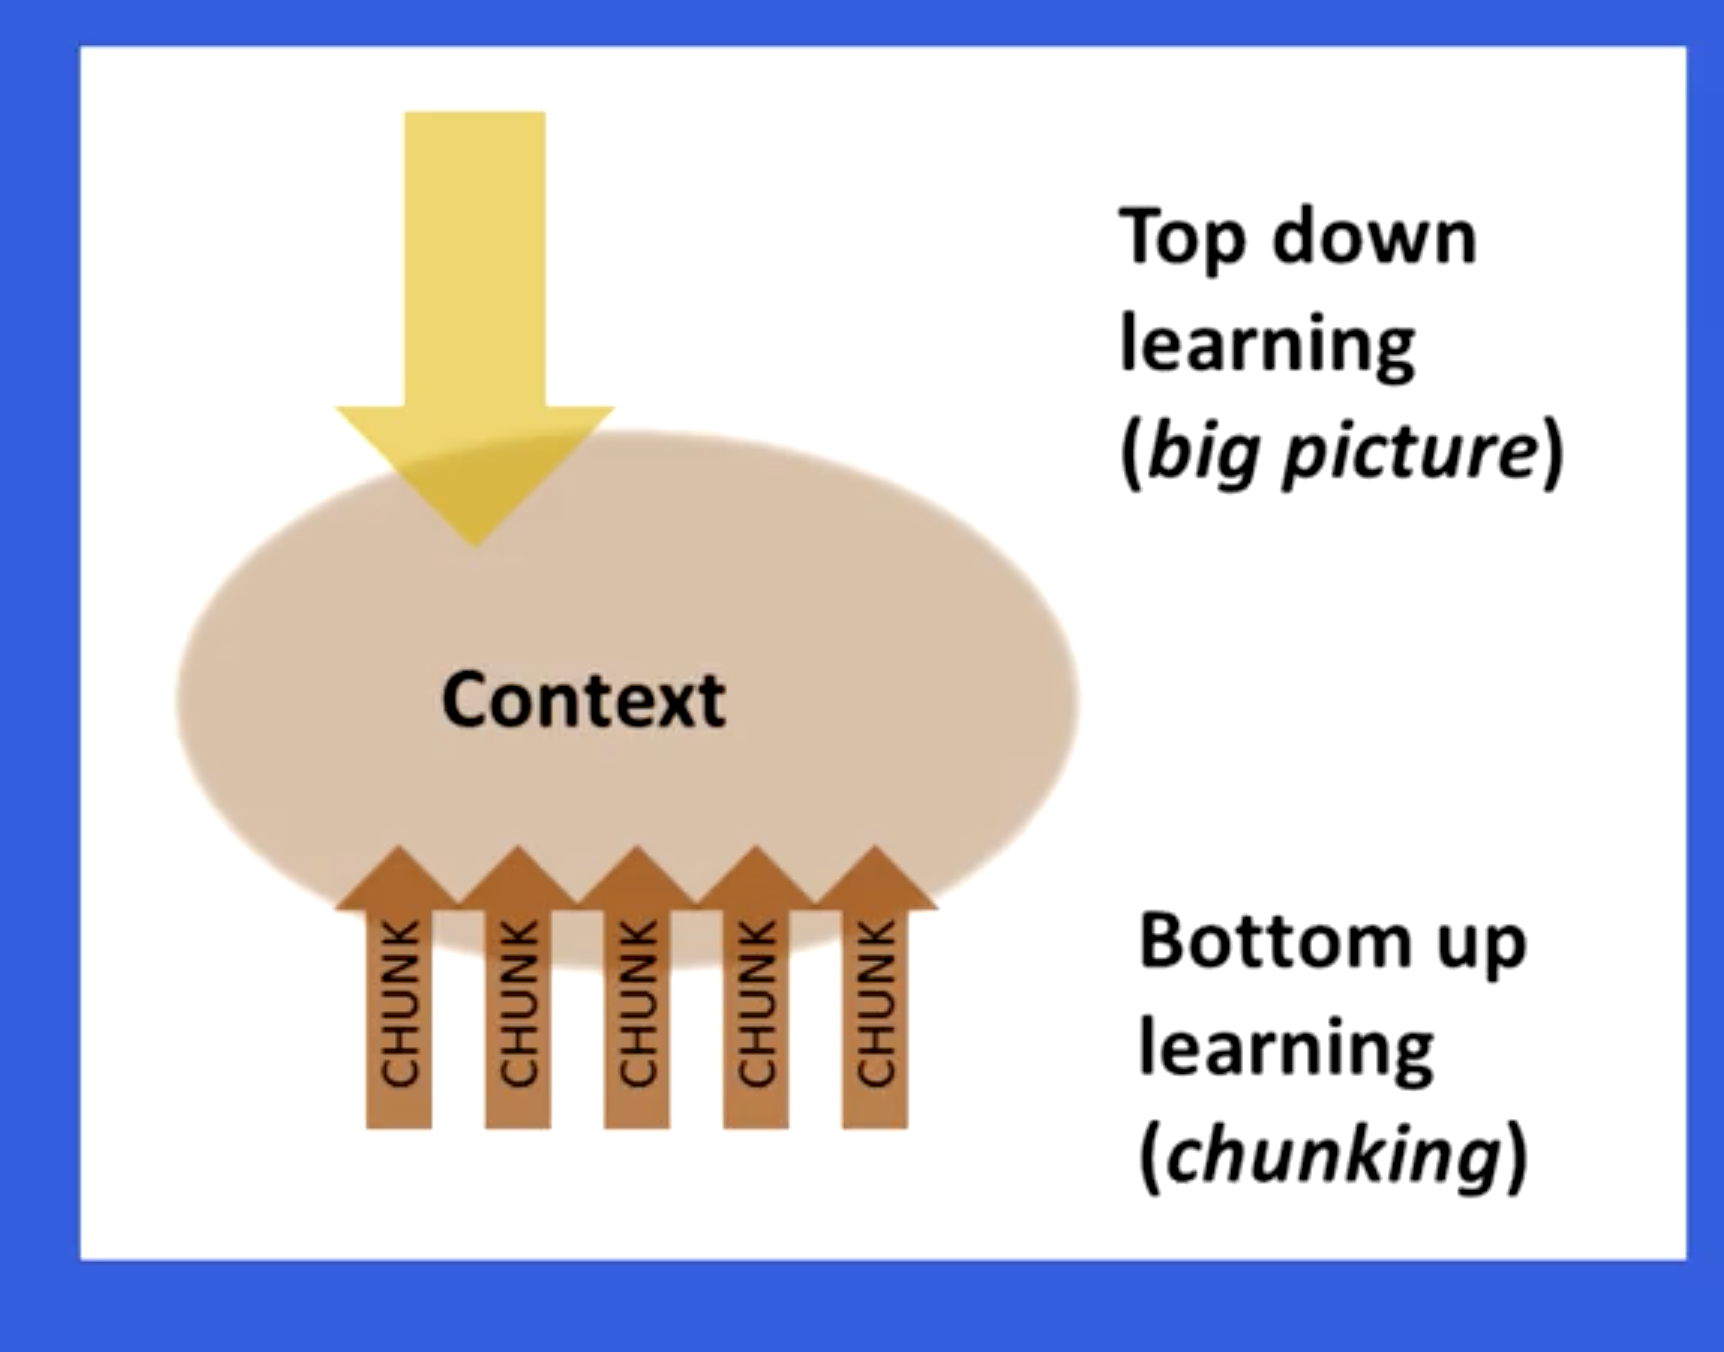 Top down
learning
(big picture)
Context
CHUNK
CHUNK
CHUNK
CHUNK
CHUNK
Bottom up
learning
(chunking)